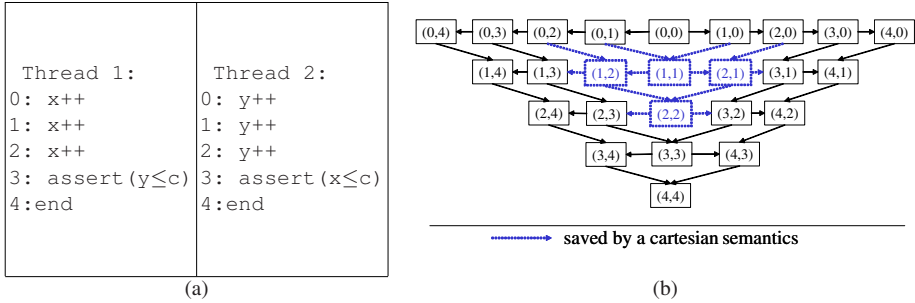 Thread 1:
0: x++
1: x++
2: x++
3: assert(y≤c)
4:end
Thread 2:
0: y++
1: y++
2: y++
3: assert(x≤c)
4:end
(a)
(0,4) (0,3) (0,2) (0,1) (0,0) (1,0) (2,0) (3,0) (4,0)
(1,4) (1,3) (1,2) (1,1) (2,1) (3,1) (4,1)
(2,4) (2,3) (2,2) (3,2) (4,2)
(3,4) (3,3) (4,3)
(4,4)
saved by a cartesian semantics
(b)